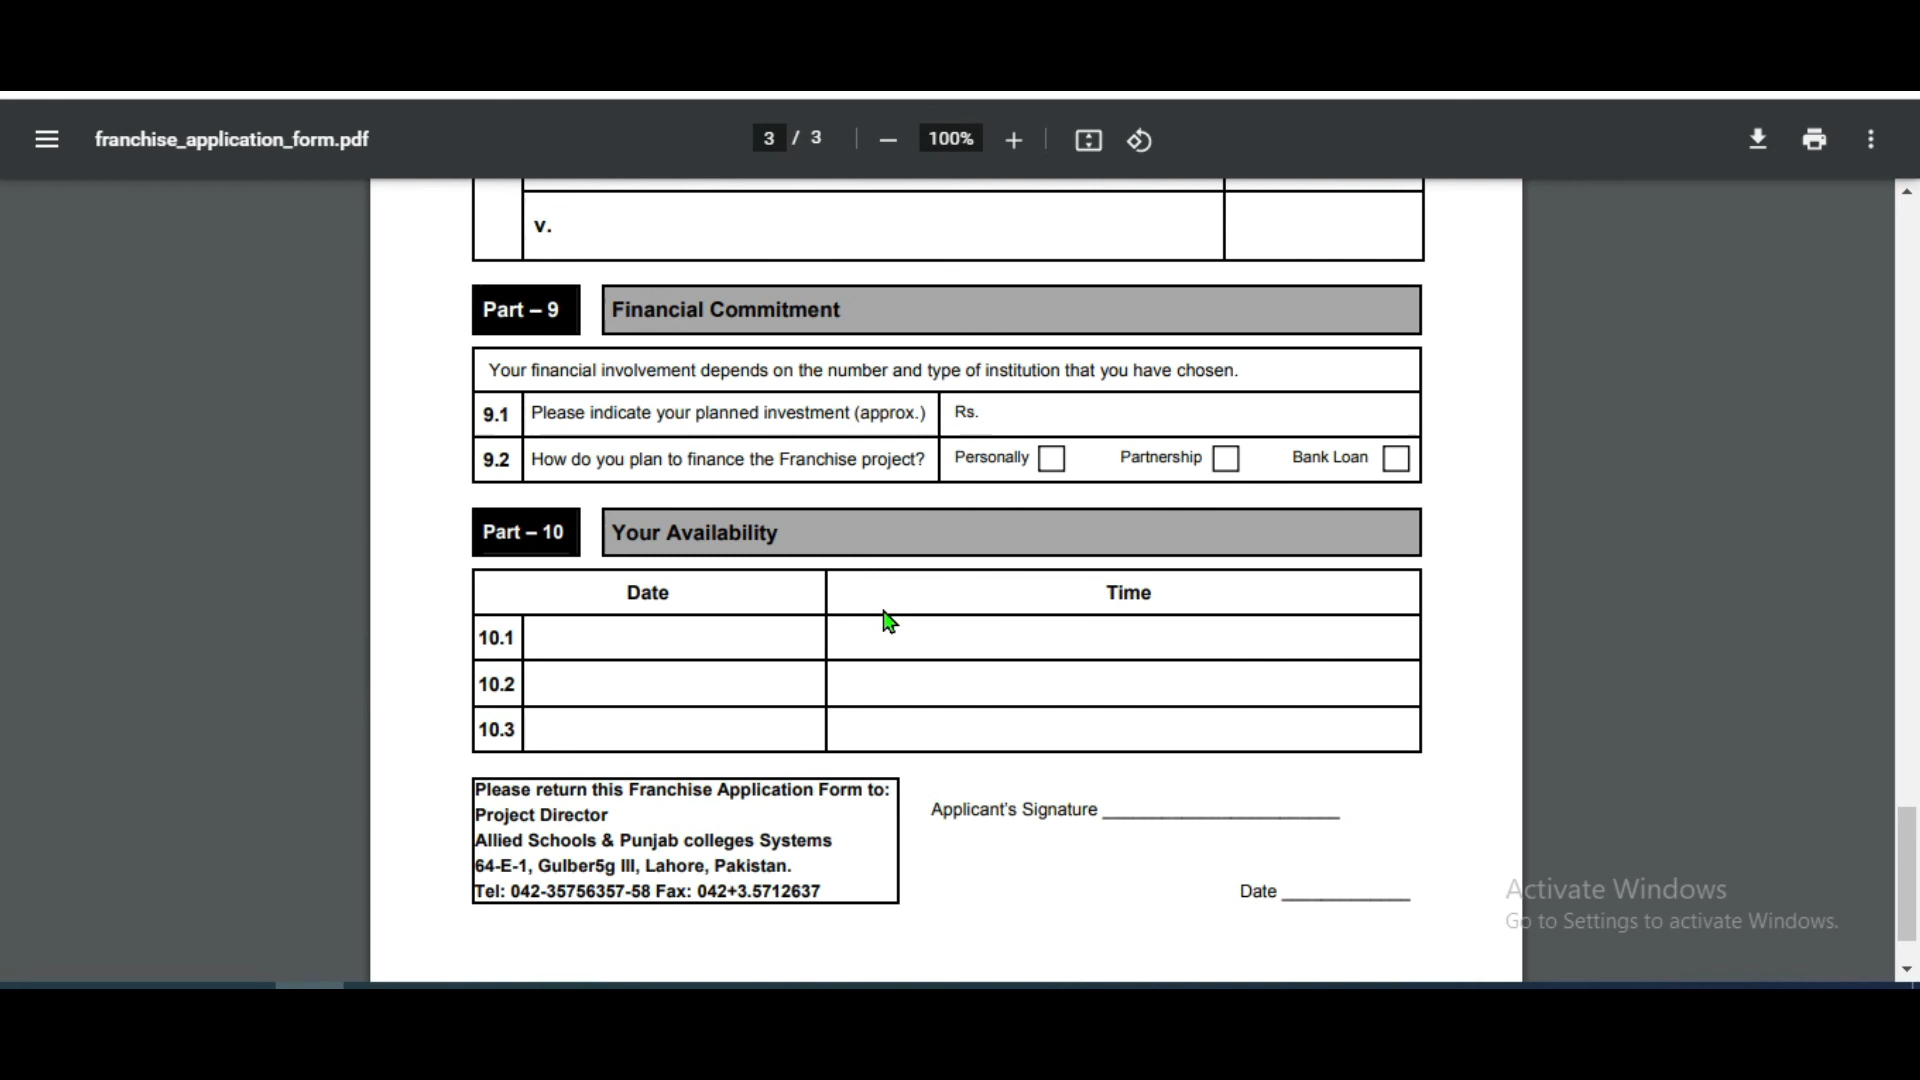 franchise_application_form.pdf
3 / 3
100%
v.
Part – 9 Financial Commitment
Your financial involvement depends on the number and type of institution that you have chosen.
9.1 Please indicate your planned investment (approx.) Rs.
9.2 How do you plan to finance the Franchise project? Personally Partnership Bank Loan
Part – 10 Your Availability
Date Time
10.1
10.2
10.3
Please return this Franchise Application Form to:
Project Director
Allied Schools & Punjab colleges Systems
64-E-1, Gulber5g III, Lahore, Pakistan.
Tel: 042-35756357-58 Fax: 042+3.5712637
Applicant's Signature
Date
Activate Windows
Go to Settings to activate Windows.